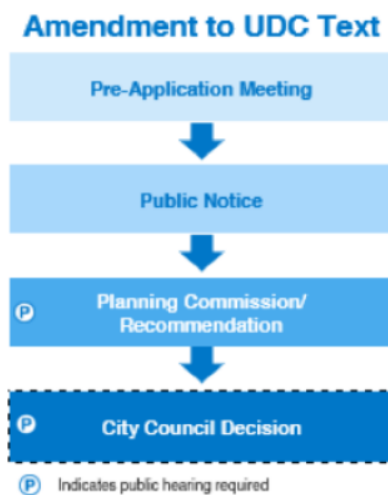 Amendment to UDC Text
Pre-Application Meeting
Public Notice
P
Planning Commission/
Recommendation
P
City Council Decision
P Indicates public hearing required